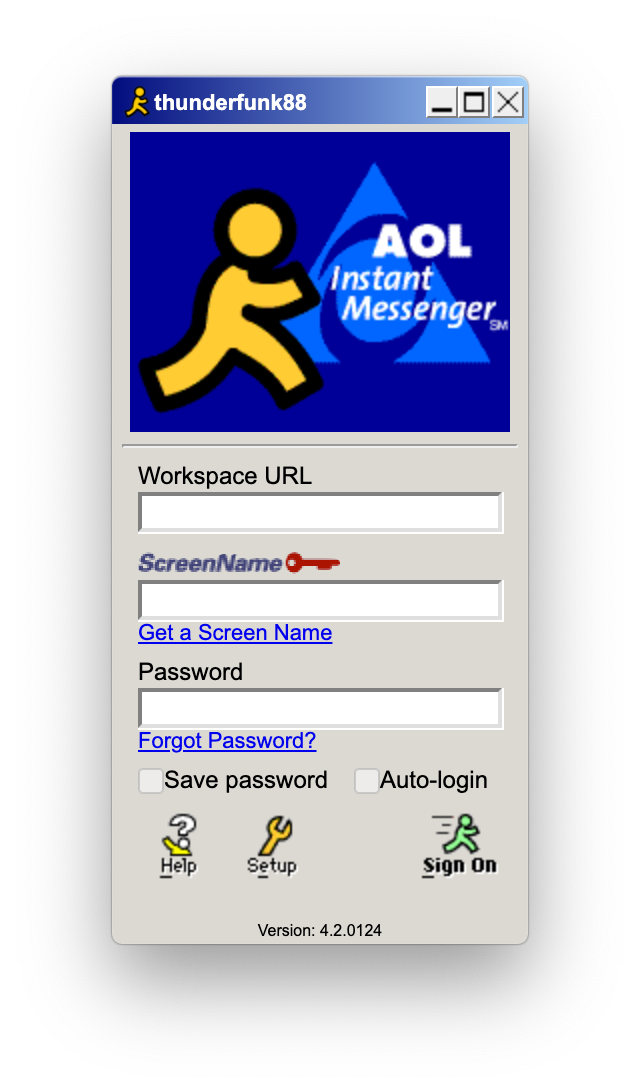 thunderfunk88
AOL
Instant
Messenger SM
Workspace URL
ScreenName
Get a Screen Name
Password
Forgot Password?
Save password Auto-login
Help Setup Sign On
Version: 4.2.0124